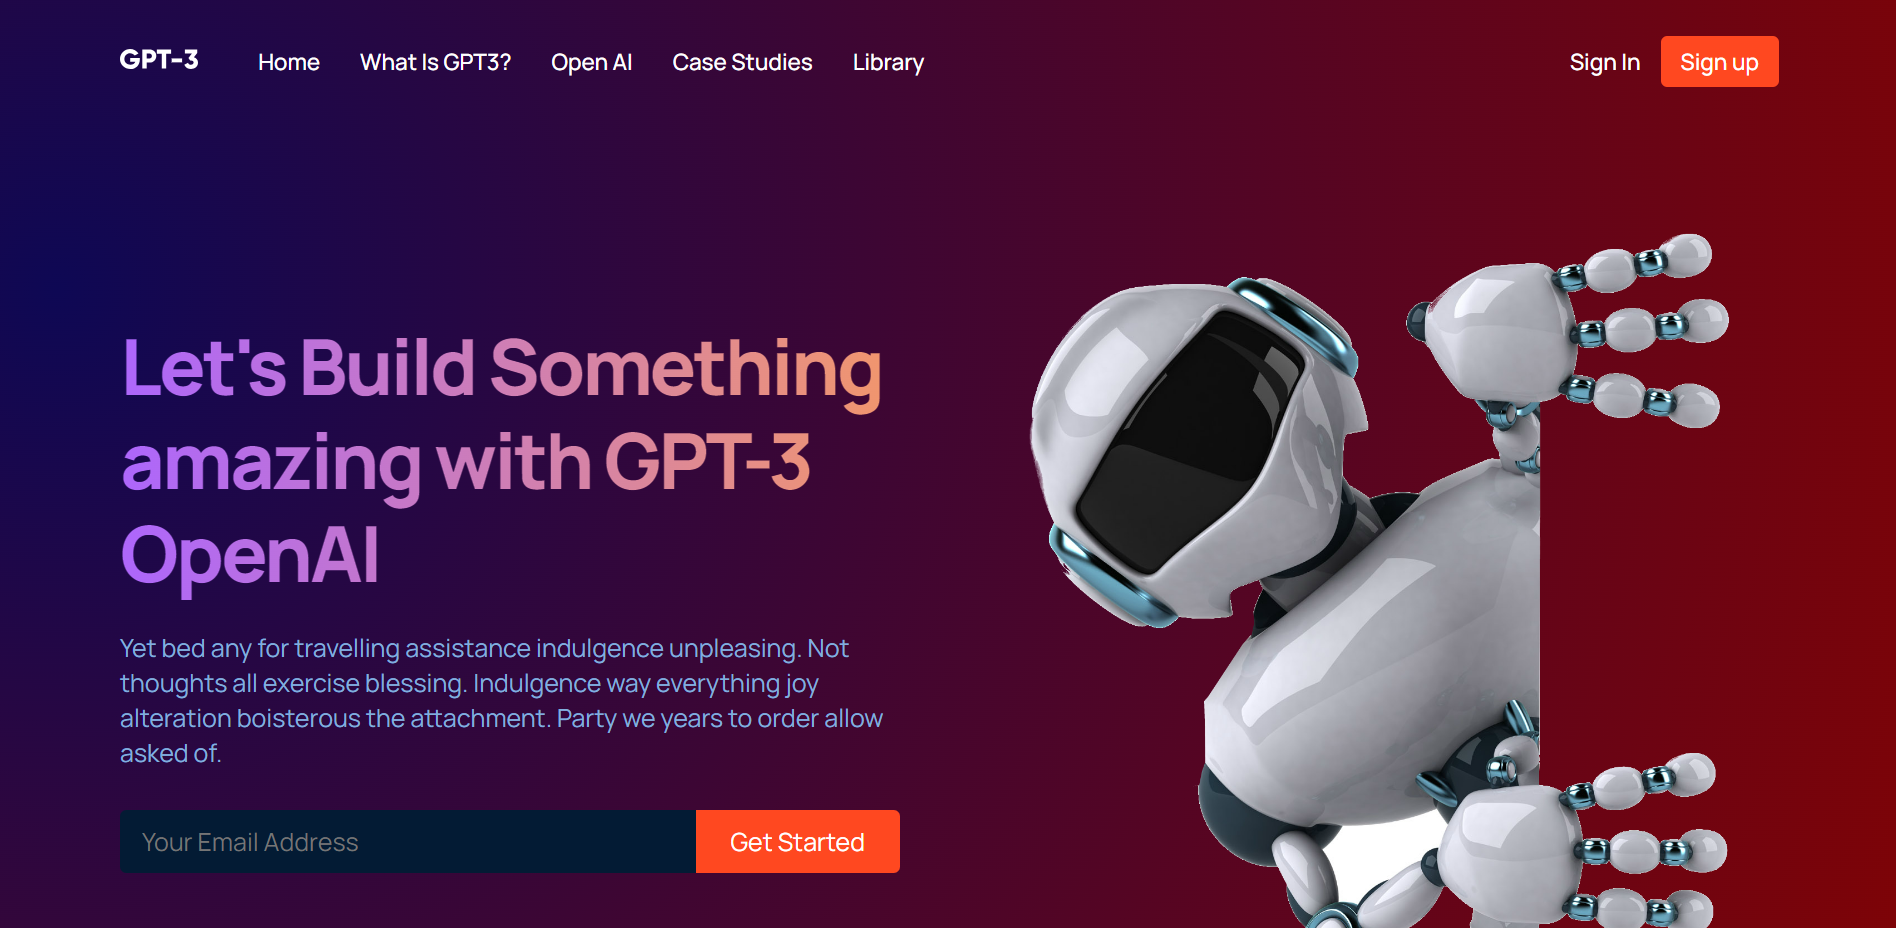 GPT-3 Home What Is GPT3? Open AI Case Studies Library Sign In Sign up
Let's Build Something
amazing with GPT-3
OpenAI
Yet bed any for travelling assistance indulgence unpleasing. Not
thoughts all exercise blessing. Indulgence way everything joy
alteration boisterous the attachment. Party we years to order allow
asked of.
Your Email Address Get Started